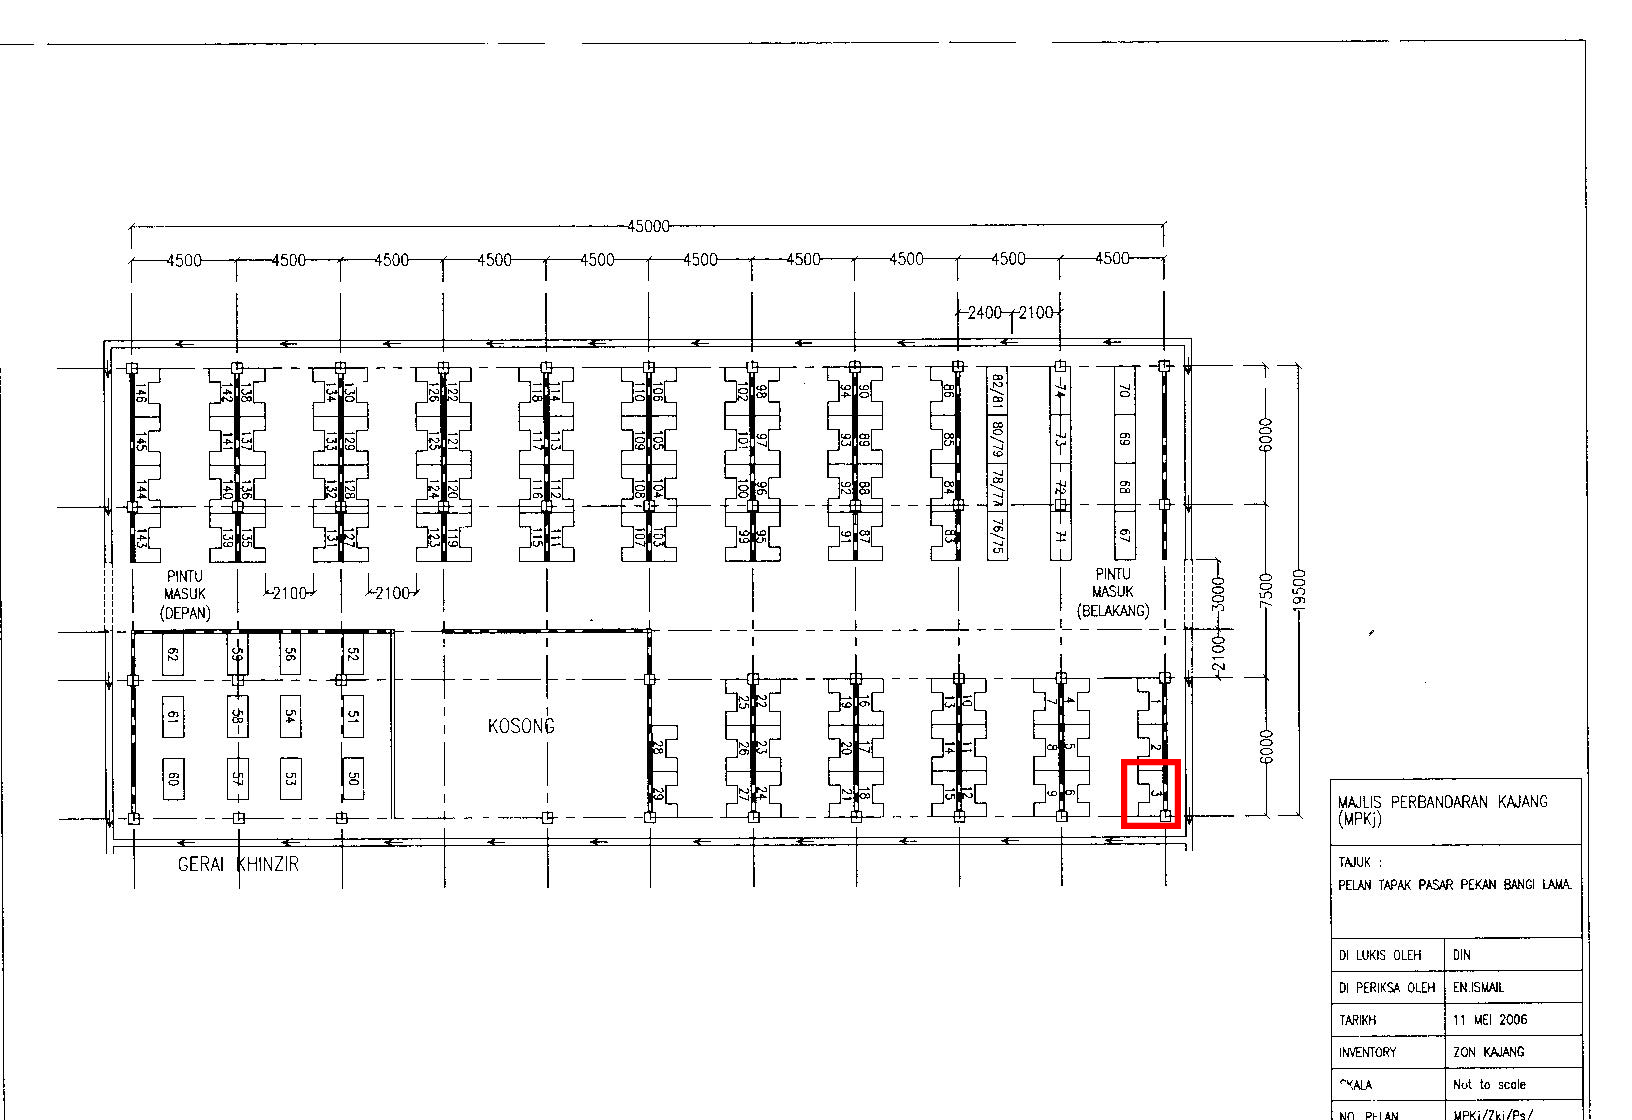 45000
4500 4500 4500 4500 4500 4500 4500 4500 4500 4500
2400 2100
146 142 138 134 130 126 122 118 114 110 106 102 98 94 90 86 82/81 74 70
145 141 137 133 129 125 121 117 113 109 105 101 97 93 89 85 80/79 73 69
144 140 136 132 128 124 120 116 112 108 104 100 96 92 88 84 78/77 72 68
143 139 135 131 127 123 119 115 111 107 103 99 95 91 87 83 76/75 71 67
6000
7500
19500
3000
2100
6000
PINTU
MASUK
(DEPAN)
2100 2100
PINTU
MASUK
(BELAKANG)
62 59 56 52
61 58 54 51
60 57 53 50
KOSONG
25 22 19 16 13 10 7 4 1
28 26 23 20 17 14 11 8 5 2
29 27 24 21 18 15 12 9 6 3
GERAI KHINZIR
MAJLIS PERBANDARAN KAJANG
(MPKj)
TAJUK :
PELAN TAPAK PASAR PEKAN BANGI LAMA.
DI LUKIS OLEH DIN
DI PERIKSA OLEH EN.ISMAIL
TARIKH 11 MEI 2006
INVENTORY ZON KAJANG
SKALA Not to scale
NO. PELAN MPKj/Zkj/Ps/